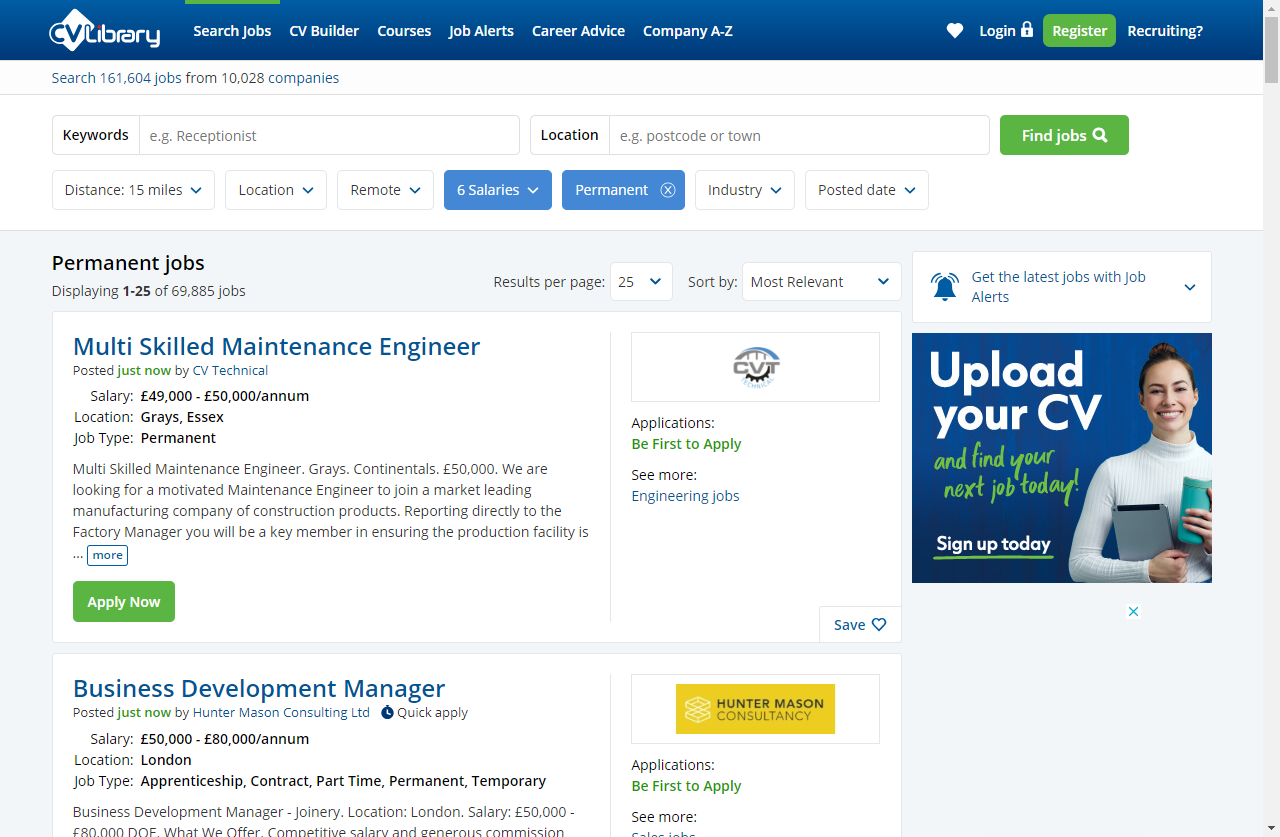 CVLibrary
Search Jobs
CV Builder
Courses
Job Alerts
Career Advice
Company A-Z
Login
Register
Recruiting?
Search 161,604 jobs from 10,028 companies
Keywords
e.g. Receptionist
Location
e.g. postcode or town
Find jobs
Distance: 15 miles
Location
Remote
6 Salaries
Permanent
Industry
Posted date
Permanent jobs
Displaying 1-25 of 69,885 jobs
Results per page: 25
Sort by: Most Relevant
Multi Skilled Maintenance Engineer
Posted just now by CV Technical
Salary: £49,000 - £50,000/annum
Location: Grays, Essex
Job Type: Permanent
Multi Skilled Maintenance Engineer. Grays. Continentals. £50,000. We are
looking for a motivated Maintenance Engineer to join a market leading
manufacturing company of construction products. Reporting directly to the
Factory Manager you will be a key member in ensuring the production facility is
... more
Apply Now
CVT
TECHNICAL
Applications:
Be First to Apply
See more:
Engineering jobs
Save
Business Development Manager
Posted just now by Hunter Mason Consulting Ltd Quick apply
Salary: £50,000 - £80,000/annum
Location: London
Job Type: Apprenticeship, Contract, Part Time, Permanent, Temporary
Business Development Manager - Joinery. Location: London. Salary: £50,000 -
£80,000 DOE. What We Offer. Competitive salary and generous commission
HUNTER MASON
CONSULTANCY
Applications:
Be First to Apply
See more:
Sales jobs
Get the latest jobs with Job
Alerts
Upload
your CV
and find your
next job today!
Sign up today